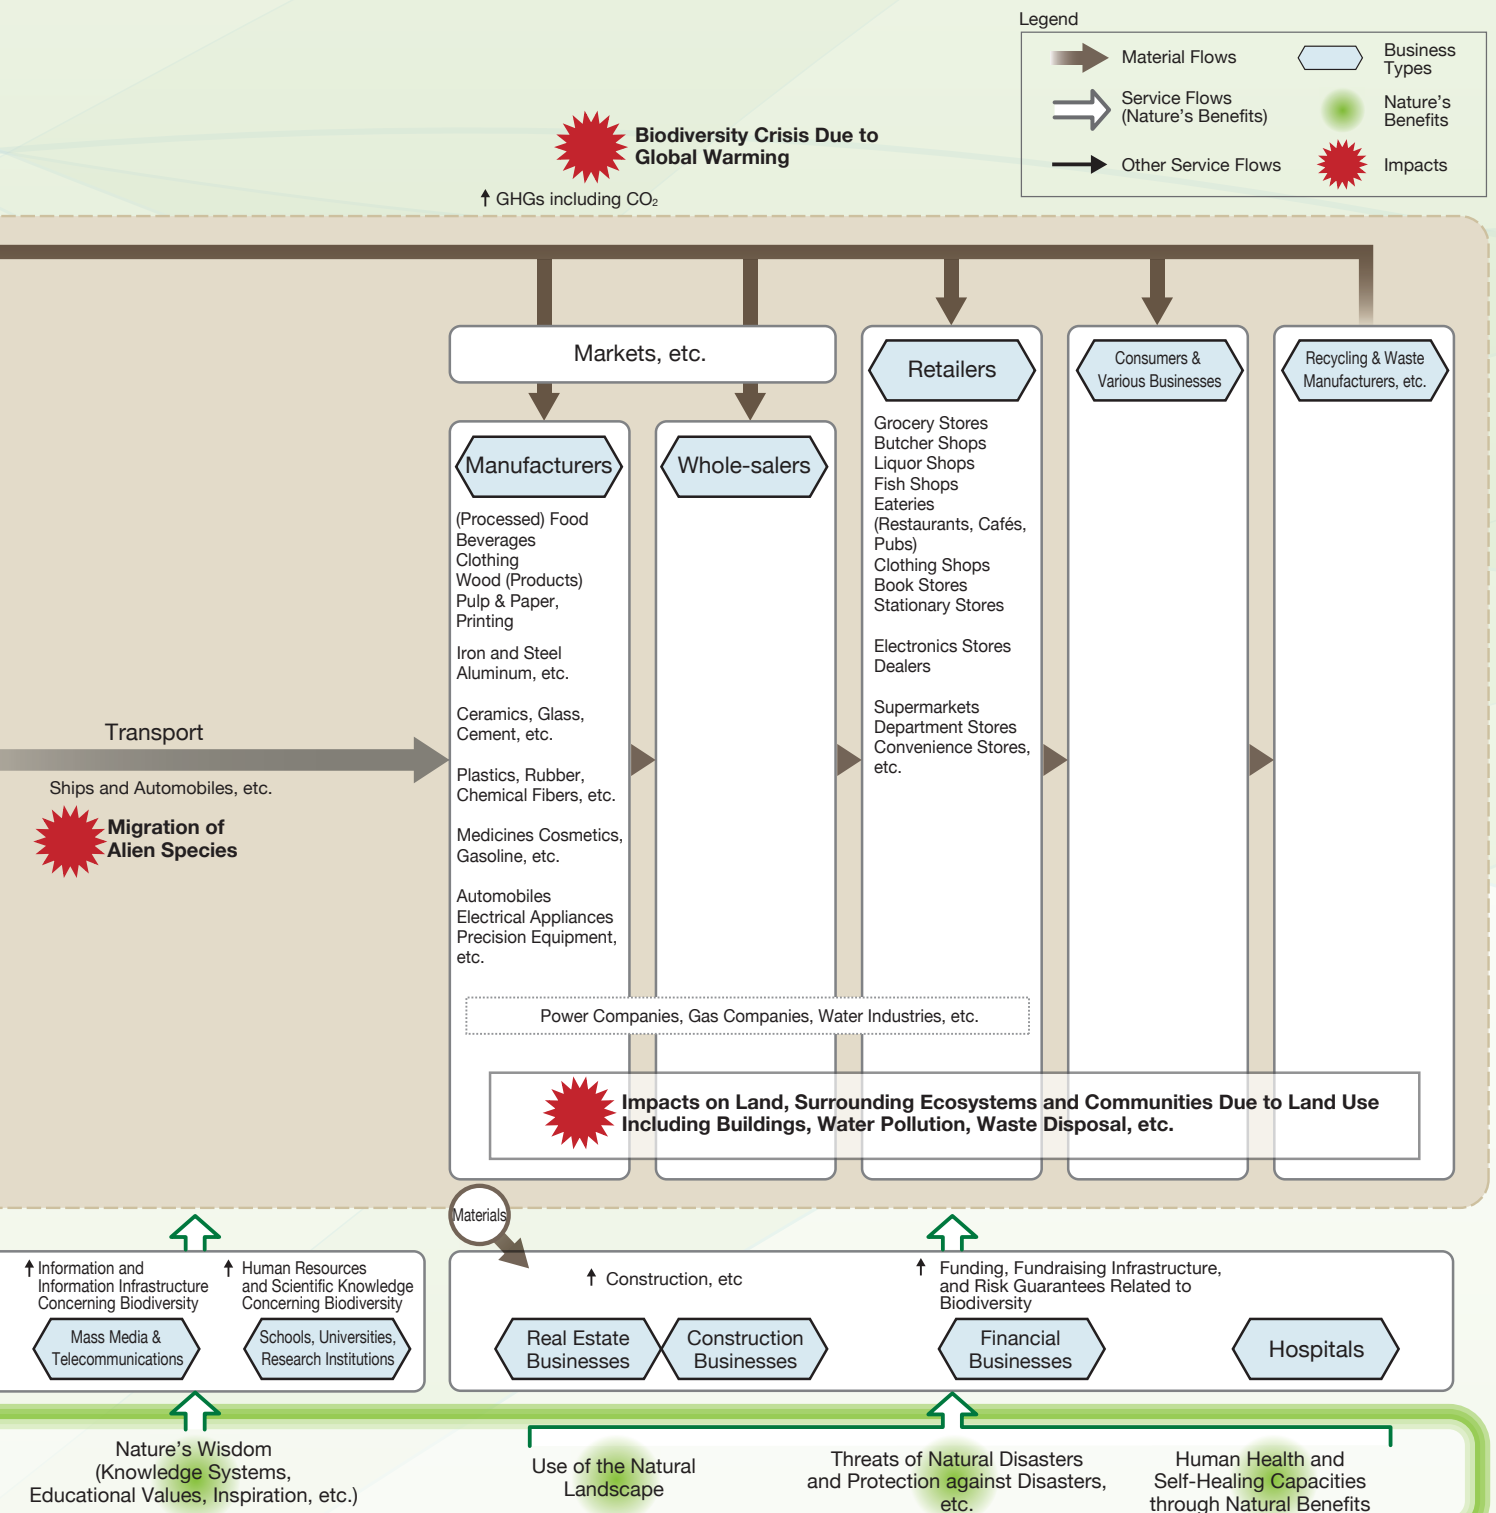 Legend
Material Flows
Business
Types
Service Flows
(Nature's Benefits)
Nature's
Benefits
Other Service Flows
Impacts
Biodiversity Crisis Due to
Global Warming
GHGs including CO₂
Markets, etc.
Retailers
Consumers &
Various Businesses
Recycling & Waste
Manufacturers, etc.
Manufacturers
(Processed) Food
Beverages
Clothing
Wood (Products)
Pulp & Paper,
Printing
Iron and Steel
Aluminum, etc.
Ceramics, Glass,
Cement, etc.
Plastics, Rubber,
Chemical Fibers, etc.
Medicines Cosmetics,
Gasoline, etc.
Automobiles
Electrical Appliances
Precision Equipment,
etc.
Whole-salers
Grocery Stores
Butcher Shops
Liquor Shops
Fish Shops
Eateries
(Restaurants, Cafés,
Pubs)
Clothing Shops
Book Stores
Stationary Stores
Electronics Stores
Dealers
Supermarkets
Department Stores
Convenience Stores,
etc.
Transport
Ships and Automobiles, etc.
Migration of
Alien Species
Power Companies, Gas Companies, Water Industries, etc.
Impacts on Land, Surrounding Ecosystems and Communities Due to Land Use
Including Buildings, Water Pollution, Waste Disposal, etc.
Materials
Information and
Information Infrastructure
Concerning Biodiversity
Human Resources
and Scientific Knowledge
Concerning Biodiversity
Mass Media &
Telecommunications
Schools, Universities,
Research Institutions
Construction, etc
Funding, Fundraising Infrastructure,
and Risk Guarantees Related to
Biodiversity
Real Estate
Businesses
Construction
Businesses
Financial
Businesses
Hospitals
Nature's Wisdom
(Knowledge Systems,
Educational Values, Inspiration, etc.)
Use of the Natural
Landscape
Threats of Natural Disasters
and Protection against Disasters,
etc.
Human Health and
Self-Healing Capacities
through Natural Benefits